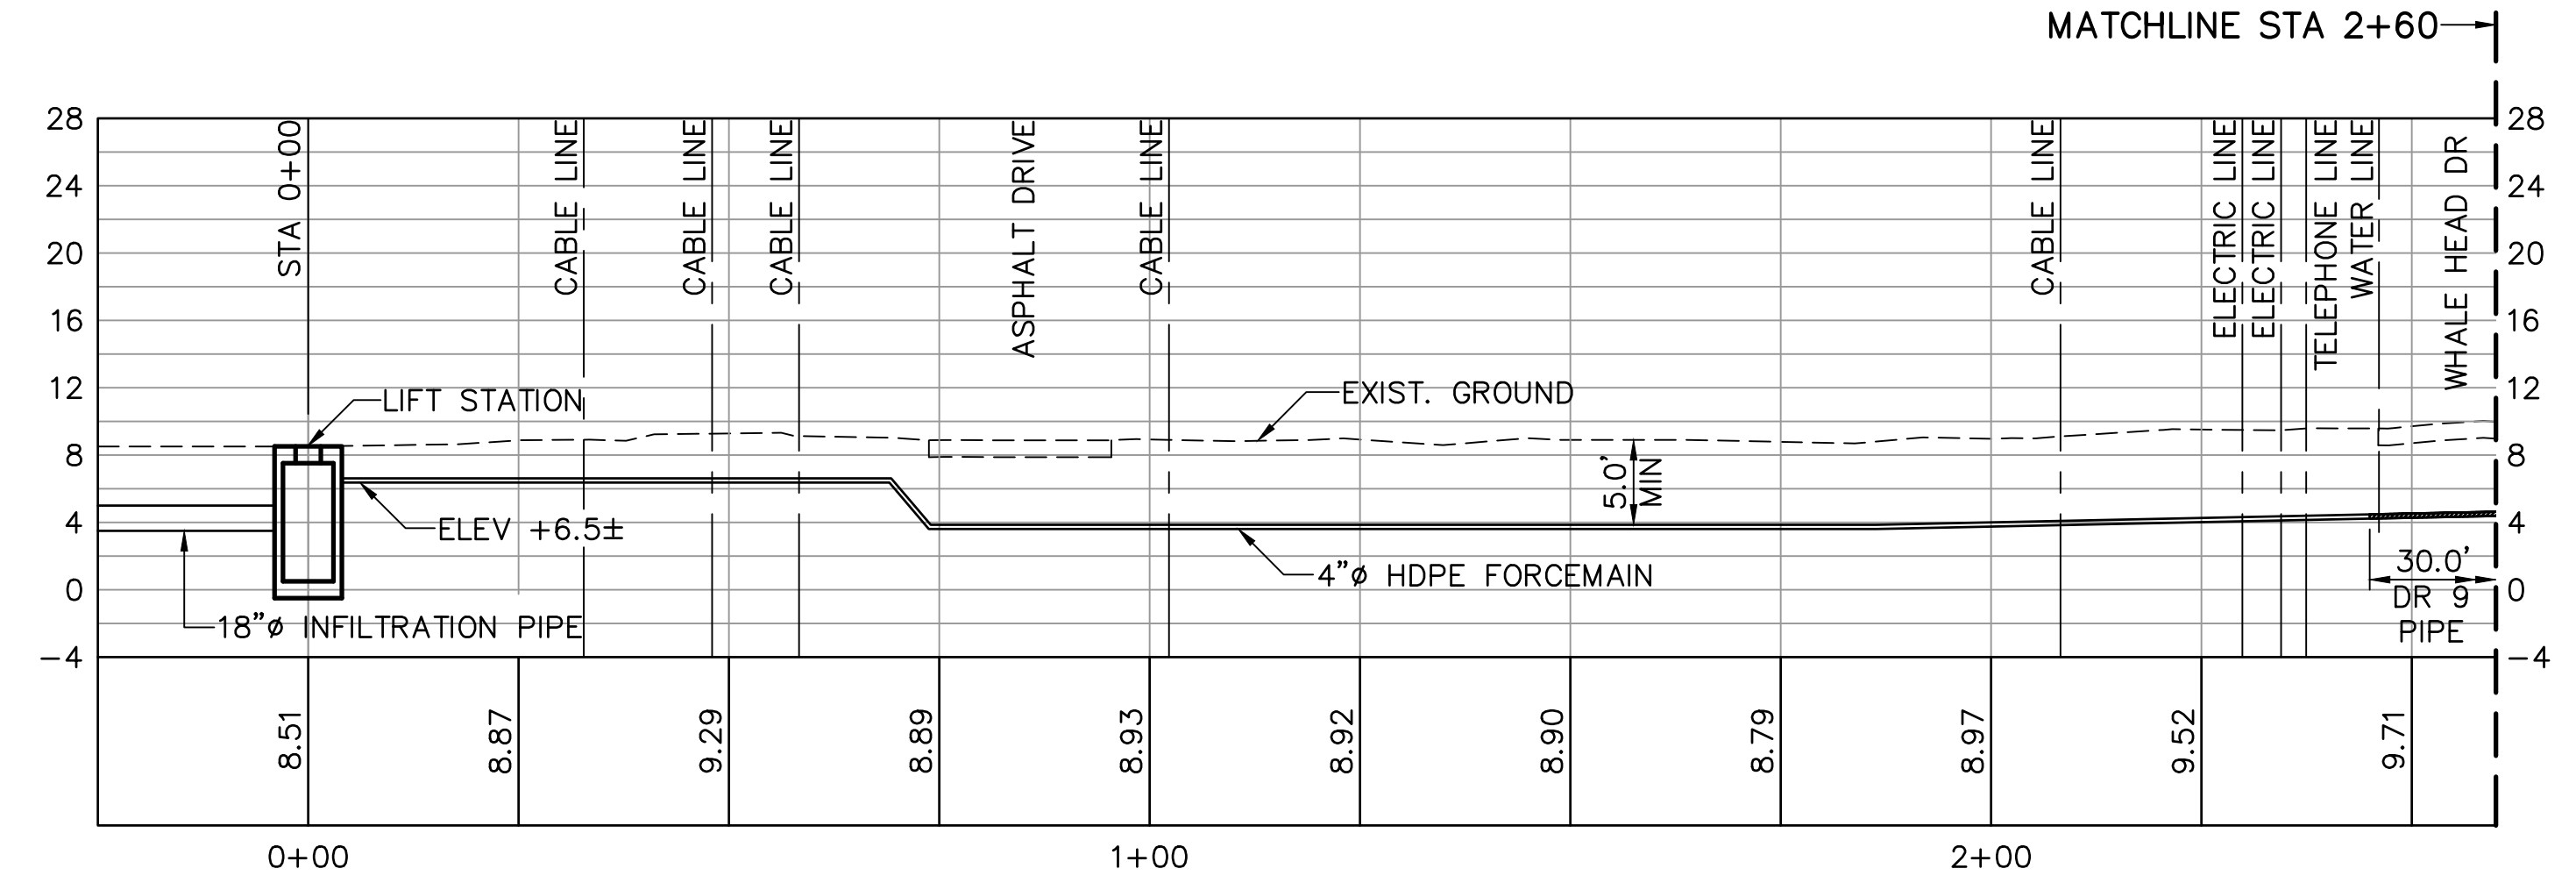 MATCHLINE STA 2+60
28
24
20
16
12
8
4
0
-4
28
24
20
16
12
8
4
0
-4
STA 0+00
CABLE LINE
CABLE LINE
CABLE LINE
ASPHALT DRIVE
CABLE LINE
CABLE LINE
ELECTRIC LINE
ELECTRIC LINE
TELEPHONE LINE
WATER LINE
WHALE HEAD DR
LIFT STATION
EXIST. GROUND
ELEV +6.5±
5.0'
MIN
4"ø HDPE FORCEMAIN
18"ø INFILTRATION PIPE
30.0'
DR 9
PIPE
8.51
8.87
9.29
8.89
8.93
8.92
8.90
8.79
8.97
9.52
9.71
0+00
1+00
2+00